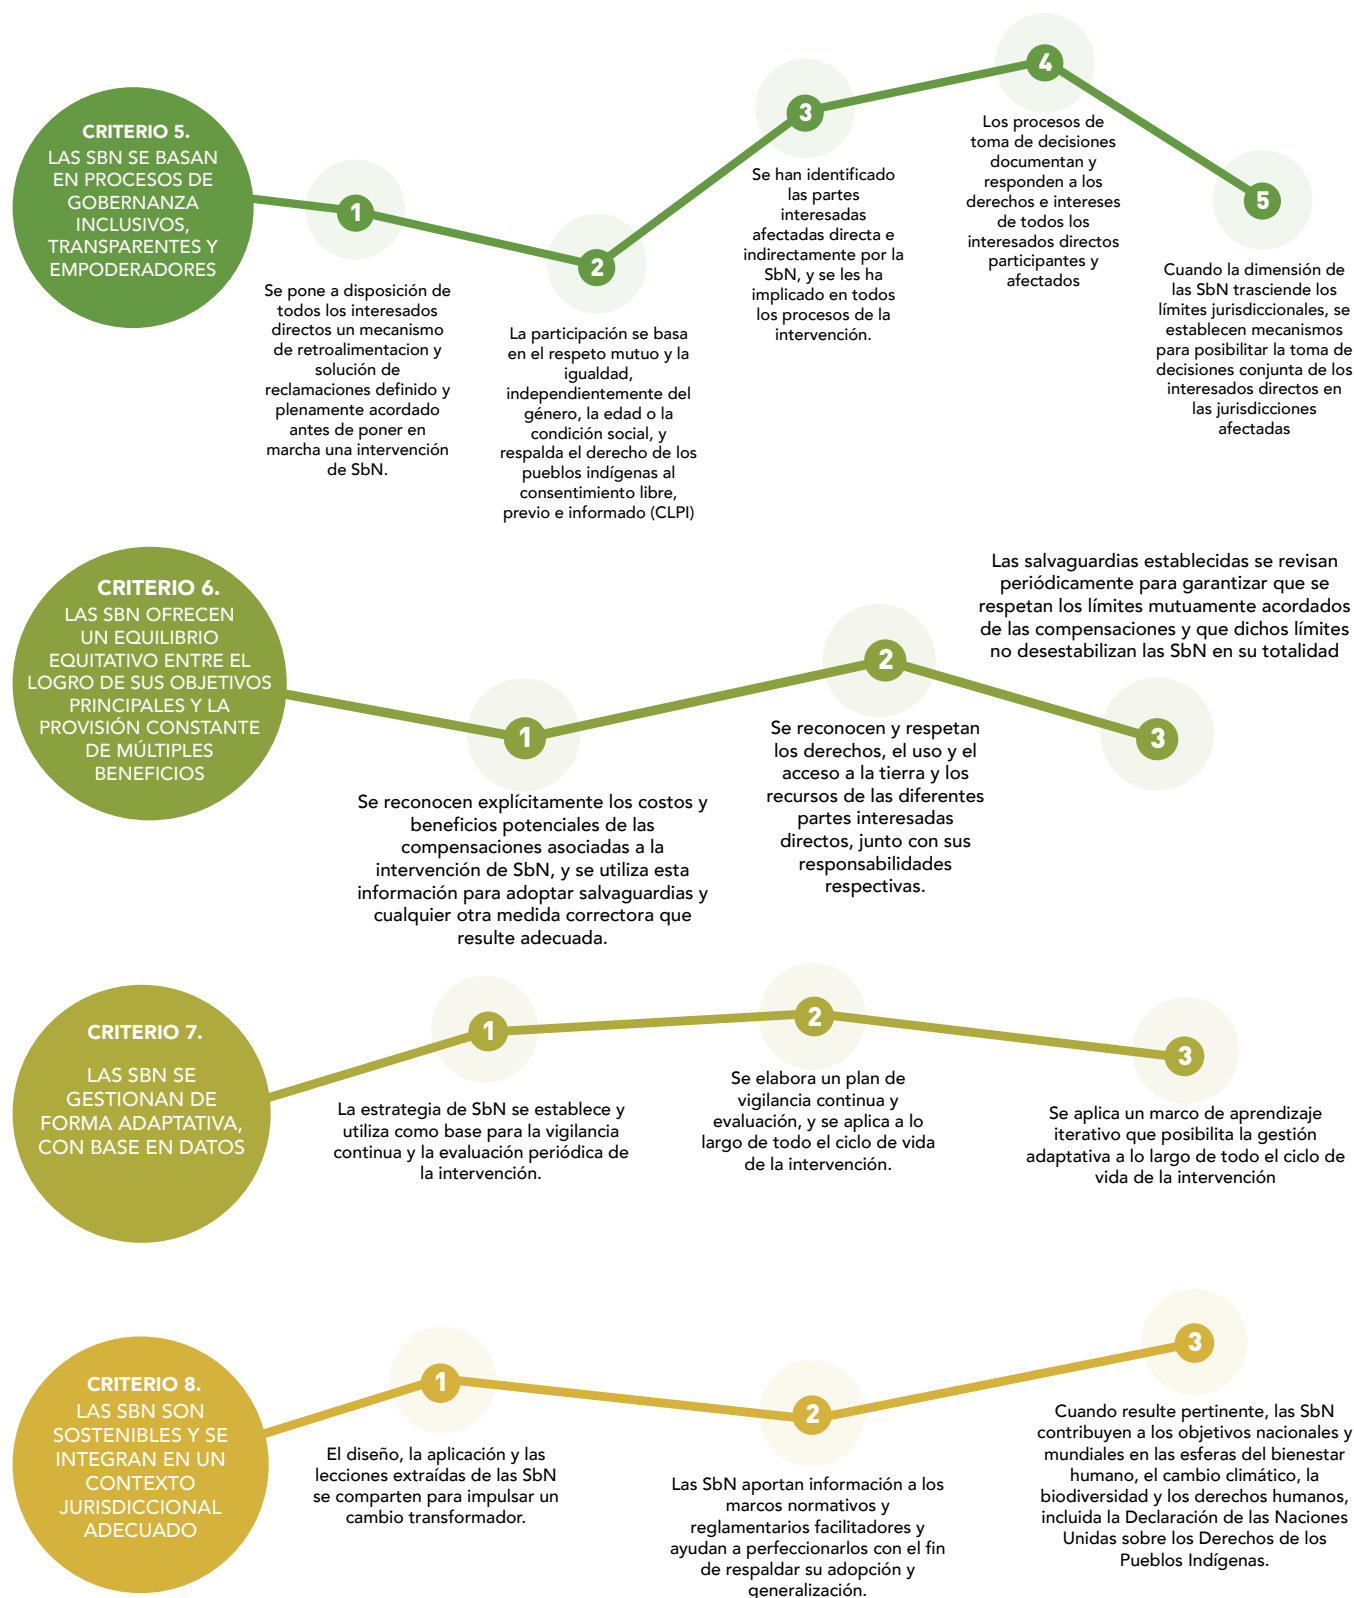 CRITERIO 5.
LAS SBN SE BASAN
EN PROCESOS DE
GOBERNANZA
INCLUSIVOS,
TRANSPARENTES Y
EMPODERADORES
1
Se pone a disposición de
todos los interesados
directos un mecanismo
de retroalimentacion y
solución de
reclamaciones definido y
plenamente acordado
antes de poner en
marcha una intervención
de SbN.
2
La participación se basa
en el respeto mutuo y la
igualdad,
independientemente del
género, la edad o la
condición social, y
respalda el derecho de los
pueblos indígenas al
consentimiento libre,
previo e informado (CLPI)
3
Se han identificado
las partes
interesadas
afectadas directa e
indirectamente por la
SbN, y se les ha
implicado en todos
los procesos de la
intervención.
4
Los procesos de
toma de decisiones
documentan y
responden a los
derechos e intereses
de todos los
interesados directos
participantes y
afectados
5
Cuando la dimensión de
las SbN trasciende los
límites jurisdiccionales, se
establecen mecanismos
para posibilitar la toma de
decisiones conjunta de los
interesados directos en
las jurisdicciones
afectadas
CRITERIO 6.
LAS SBN OFRECEN
UN EQUILIBRIO
EQUITATIVO ENTRE EL
LOGRO DE SUS OBJETIVOS
PRINCIPALES Y LA
PROVISIÓN CONSTANTE
DE MÚLTIPLES
BENEFICIOS
1
Se reconocen explícitamente los costos y
beneficios potenciales de las
compensaciones asociadas a la
intervención de SbN, y se utiliza esta
información para adoptar salvaguardias y
cualquier otra medida correctora que
resulte adecuada.
2
Se reconocen y respetan
los derechos, el uso y el
acceso a la tierra y los
recursos de las diferentes
partes interesadas
directos, junto con sus
responsabilidades
respectivas.
Las salvaguardias establecidas se revisan
periódicamente para garantizar que se
respetan los límites mutuamente acordados
de las compensaciones y que dichos límites
no desestabilizan las SbN en su totalidad
3
CRITERIO 7.
LAS SBN SE
GESTIONAN DE
FORMA ADAPTATIVA,
CON BASE EN DATOS
1
La estrategia de SbN se establece y
utiliza como base para la vigilancia
continua y la evaluación periódica de
la intervención.
2
Se elabora un plan de
vigilancia continua y
evaluación, y se aplica a lo
largo de todo el ciclo de vida
de la intervención.
3
Se aplica un marco de aprendizaje
iterativo que posibilita la gestión
adaptativa a lo largo de todo el ciclo de
vida de la intervención
CRITERIO 8.
LAS SBN SON
SOSTENIBLES Y SE
INTEGRAN EN UN
CONTEXTO
JURISDICCIONAL
ADECUADO
1
El diseño, la aplicación y las
lecciones extraídas de las SbN
se comparten para impulsar un
cambio transformador.
2
Las SbN aportan información a los
marcos normativos y
reglamentarios facilitadores y
ayudan a perfeccionarlos con el fin
de respaldar su adopción y
generalización.
3
Cuando resulte pertinente, las SbN
contribuyen a los objetivos nacionales y
mundiales en las esferas del bienestar
humano, el cambio climático, la
biodiversidad y los derechos humanos,
incluida la Declaración de las Naciones
Unidas sobre los Derechos de los
Pueblos Indígenas.